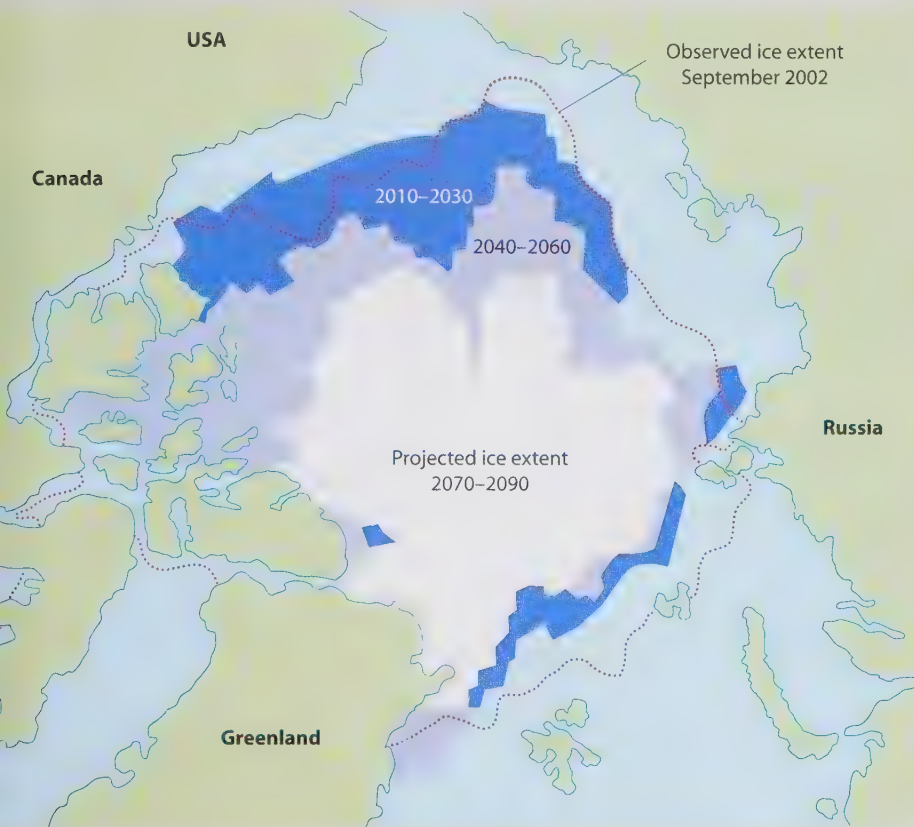 USA
Observed ice extent
September 2002
Canada
2010–2030
2040–2060
Russia
Projected ice extent
2070–2090
Greenland